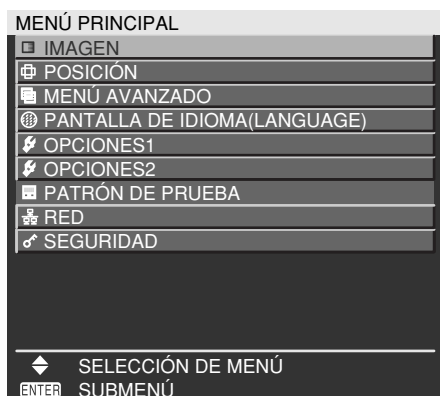 MENÚ PRINCIPAL
IMAGEN
POSICIÓN
MENÚ AVANZADO
PANTALLA DE IDIOMA(LANGUAGE)
OPCIONES1
OPCIONES2
PATRÓN DE PRUEBA
RED
SEGURIDAD
SELECCIÓN DE MENÚ
ENTER SUBMENÚ